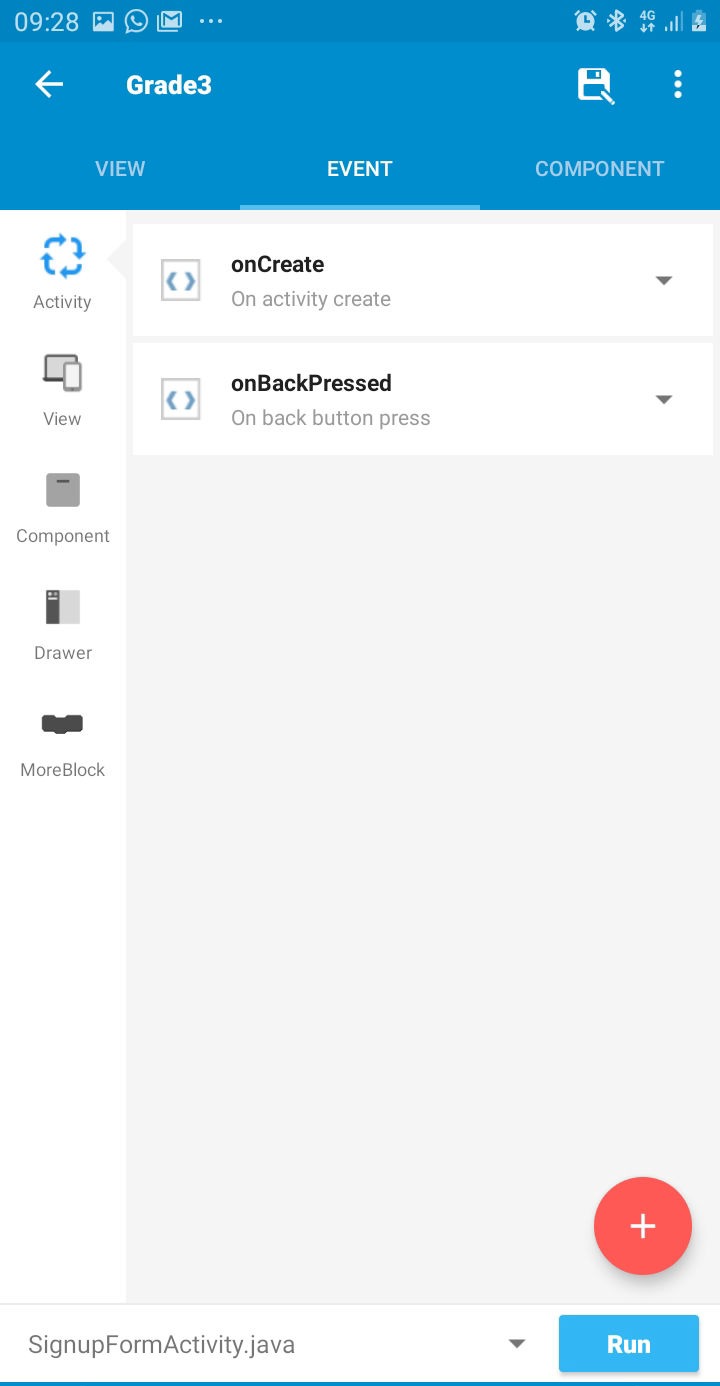 09:28
4G
Grade3
VIEW EVENT COMPONENT
Activity
onCreate
On activity create
View
onBackPressed
On back button press
Component
Drawer
MoreBlock
SignupFormActivity.java
Run